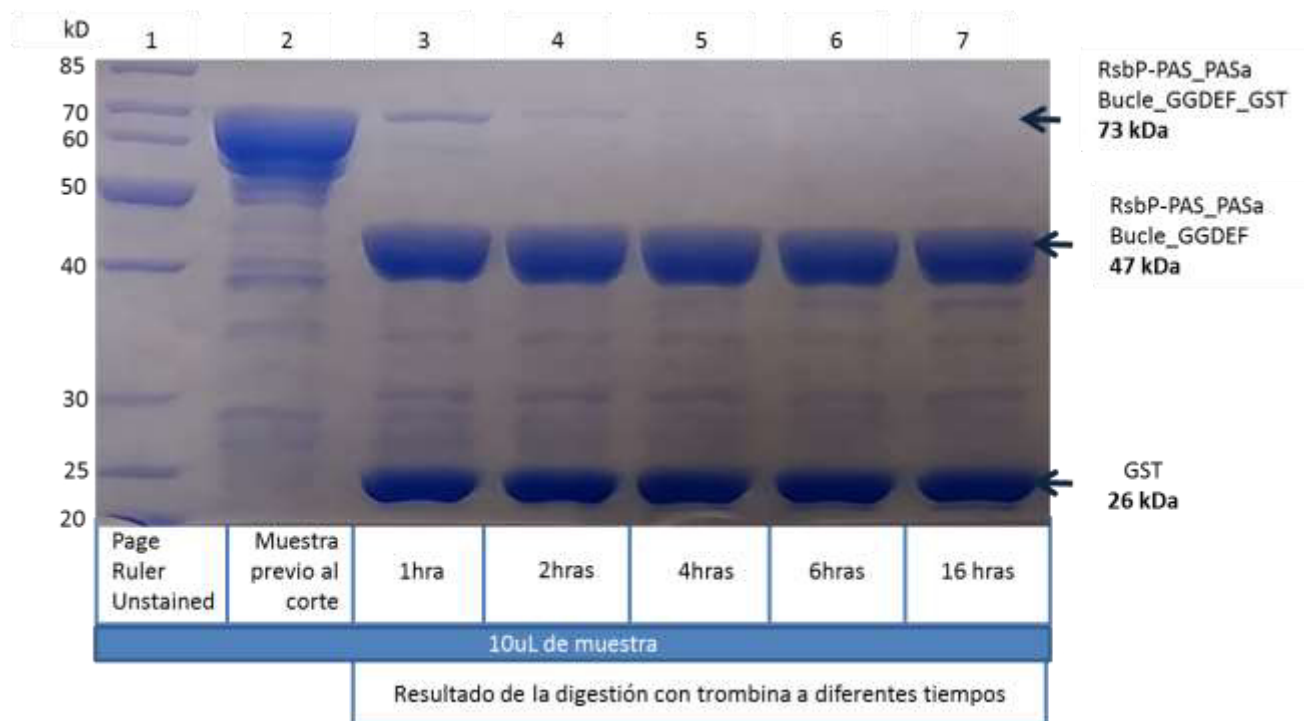 kD
1 2 3 4 5 6 7
85
70
60
50
40
30
25
20
RsbP-PAS_PASa
Bucle_GGDEF_GST
73 kDa
RsbP-PAS_PASa
Bucle_GGDEF
47 kDa
GST
26 kDa
Page
Ruler
Unstained
Muestra
previo al
corte
1hra
2hras
4hras
6hras
16 hras
10uL de muestra
Resultado de la digestión con trombina a diferentes tiempos